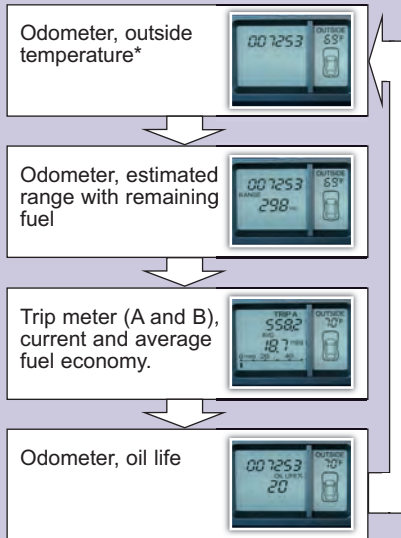 Odometer, outside
temperature*
007253
OUTSIDE
69°F
Odometer, estimated
range with remaining
fuel
007253
RANGE
298
OUTSIDE
69°F
Trip meter (A and B),
current and average
fuel economy.
TRIP A
558.2
AVG
18.7 MPG
0 20 40
OUTSIDE
70°F
Odometer, oil life
007253
OIL LIFE%
20
OUTSIDE
70°F